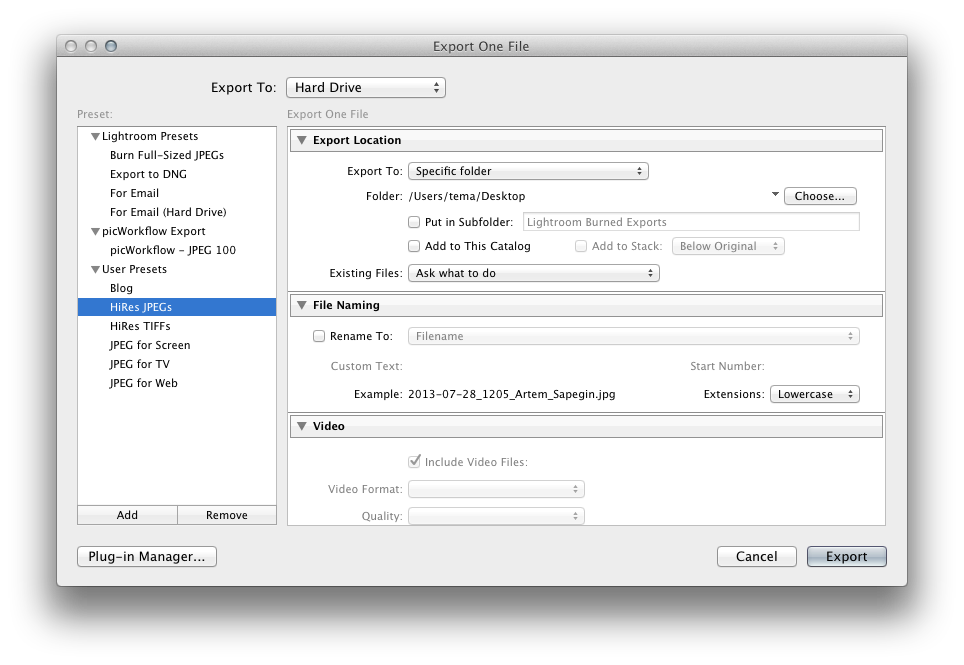 Export One File
Export To: Hard Drive
Preset:
Lightroom Presets
Burn Full-Sized JPEGs
Export to DNG
For Email
For Email (Hard Drive)
picWorkflow Export
picWorkflow – JPEG 100
User Presets
Blog
HiRes JPEGs
HiRes TIFFs
JPEG for Screen
JPEG for TV
JPEG for Web
Add Remove
Export One File
Export Location
Export To: Specific folder
Folder: /Users/tema/Desktop Choose...
Put in Subfolder: Lightroom Burned Exports
Add to This Catalog Add to Stack: Below Original
Existing Files: Ask what to do
File Naming
Rename To: Filename
Custom Text: Start Number:
Example: 2013-07-28_1205_Artem_Sapegin.jpg Extensions: Lowercase
Video
Include Video Files:
Video Format:
Quality:
Plug-in Manager... Cancel Export